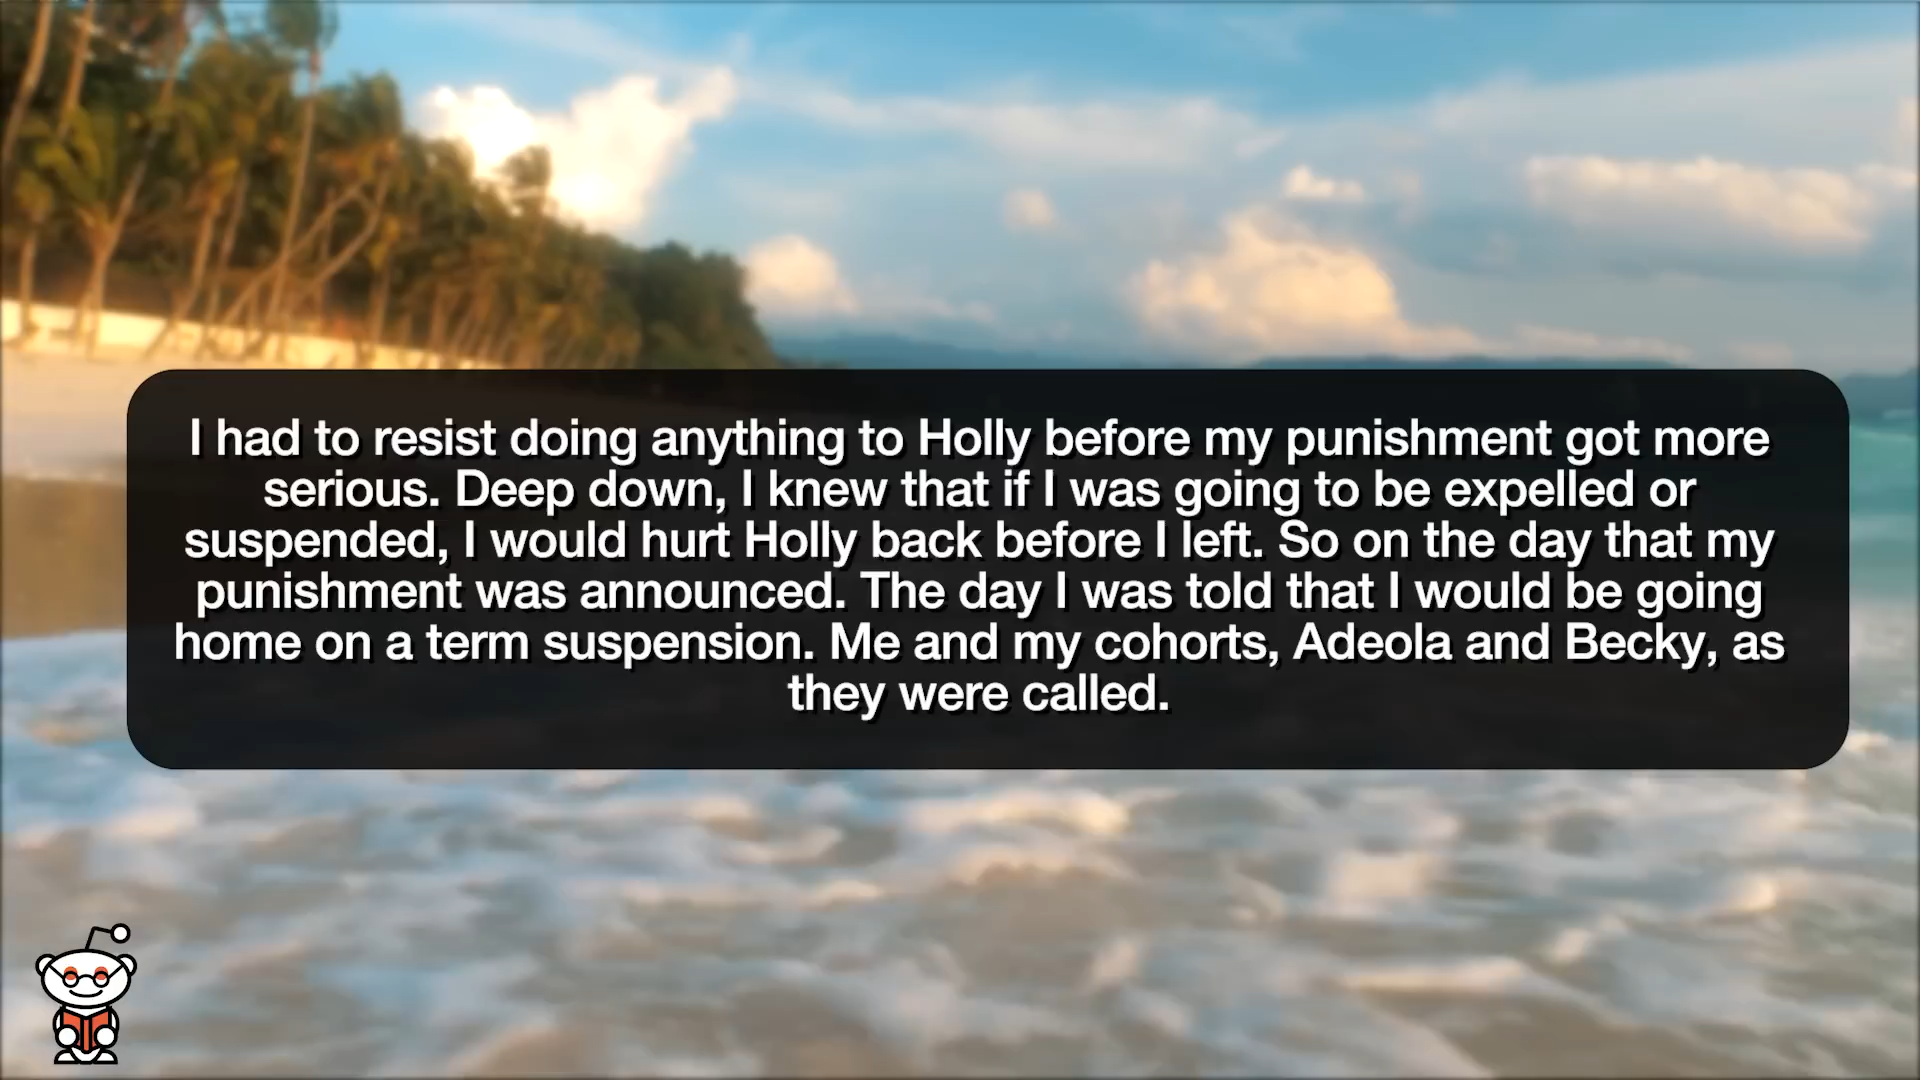 I had to resist doing anything to Holly before my punishment got more
serious. Deep down, I knew that if I was going to be expelled or
suspended, I would hurt Holly back before I left. So on the day that my
punishment was announced. The day I was told that I would be going
home on a term suspension. Me and my cohorts, Adeola and Becky, as
they were called.